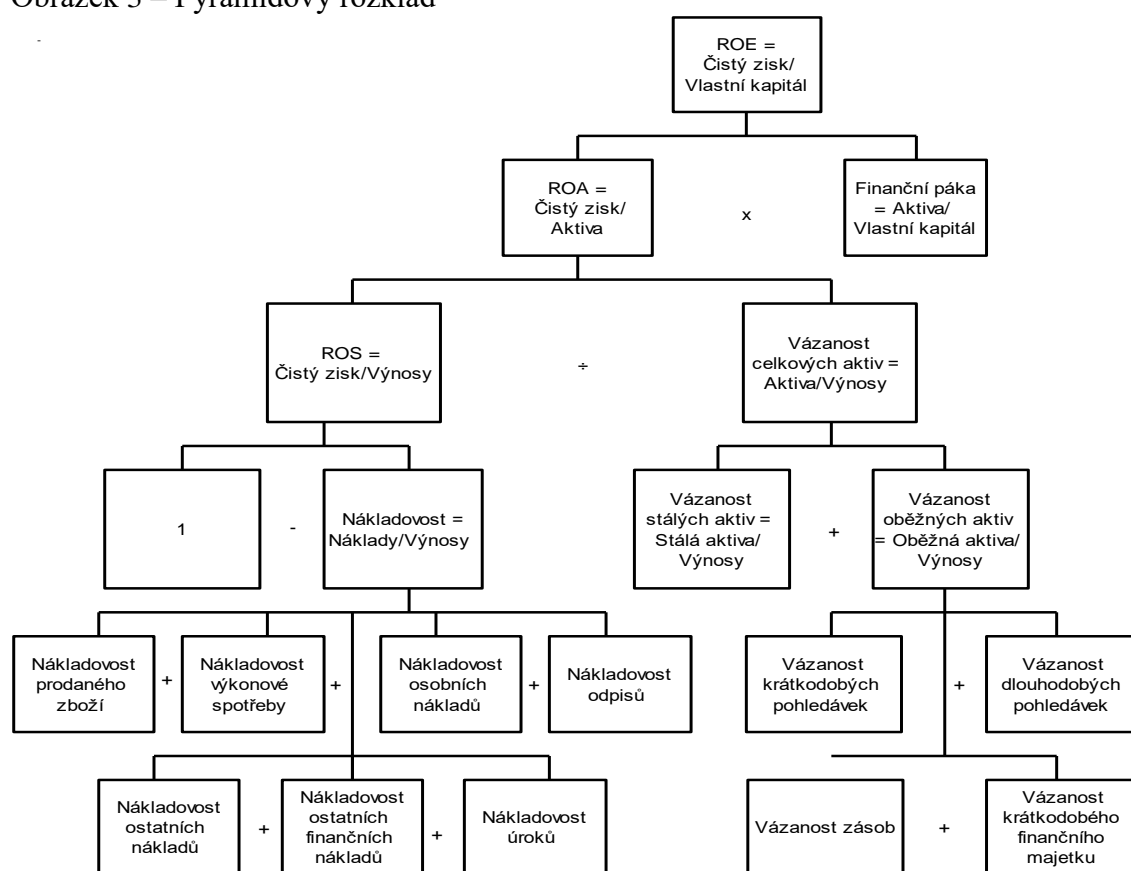 Obrázek 3 – Pyramidový rozklad
ROE =
Čistý zisk/
Vlastní kapitál
ROA =
Čistý zisk/
Aktiva
x
Finanční páka
= Aktiva/
Vlastní kapitál
ROS =
Čistý zisk/Výnosy
÷
Vázanost
celkových aktiv =
Aktiva/Výnosy
1
-
Nákladovost =
Náklady/Výnosy
Vázanost
stálých aktiv =
Stálá aktiva/
Výnosy
+
Vázanost
oběžných aktiv
= Oběžná aktiva/
Výnosy
Nákladovost
prodaného
zboží
+
Nákladovost
výkonové
spotřeby
+
Nákladovost
osobních
nákladů
+
Nákladovost
odpisů
Vázanost
krátkodobých
pohledávek
+
Vázanost
dlouhodobých
pohledávek
Nákladovost
ostatních
nákladů
+
Nákladovost
ostatních
finančních
nákladů
+
Nákladovost
úroků
Vázanost zásob
+
Vázanost
krátkodobého
finančního
majetku